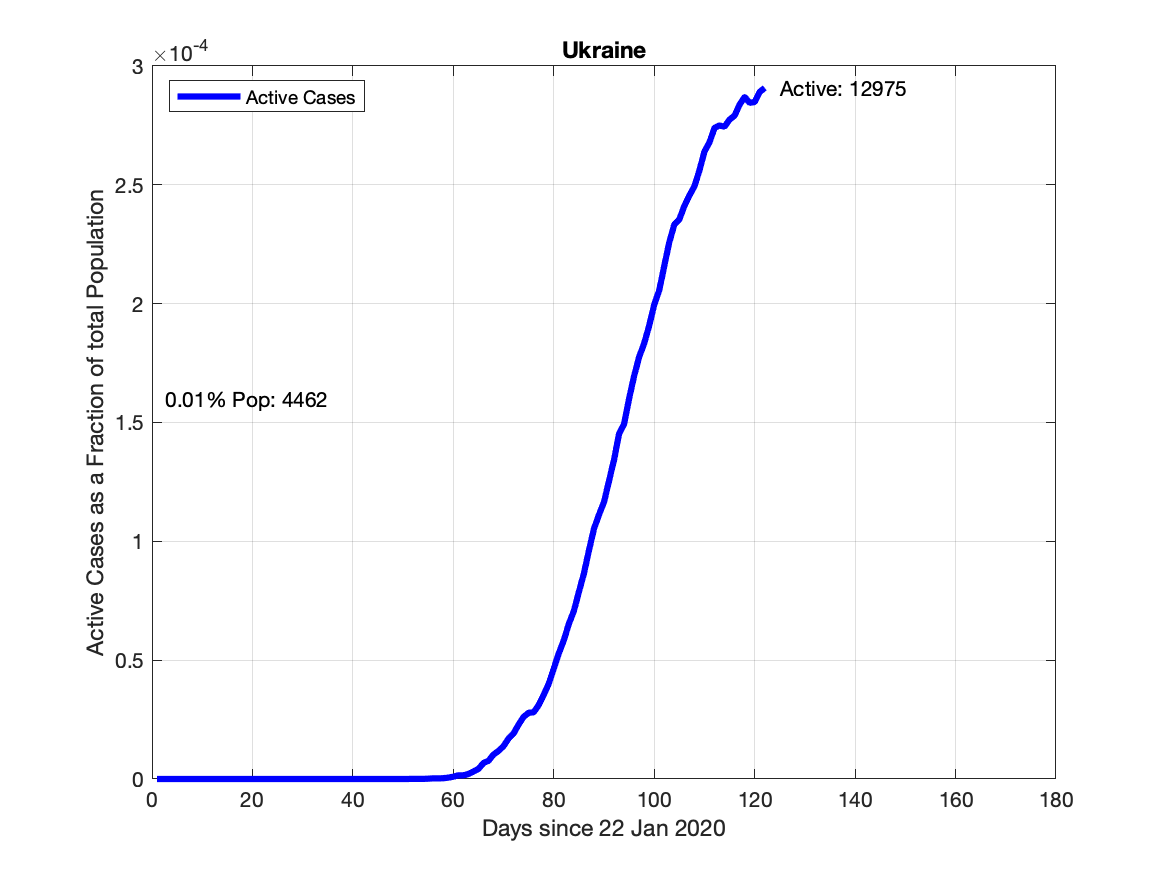 Ukraine
×10-4
3
Active Cases
Active: 12975
2.5
2
0.01% Pop: 4462
1.5
1
0.5
0
0 20 40 60 80 100 120 140 160 180
Days since 22 Jan 2020
Active Cases as a Fraction of total Population